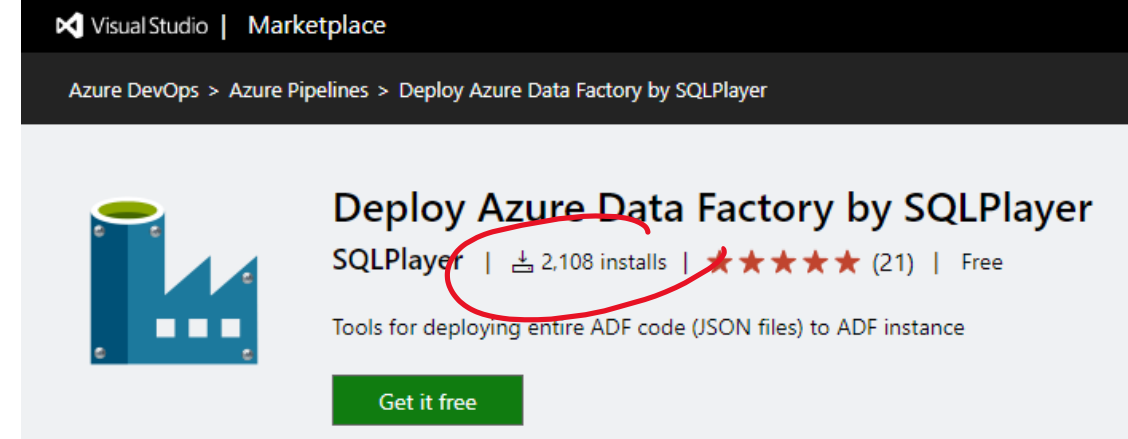 Visual Studio | Marketplace
Azure DevOps > Azure Pipelines > Deploy Azure Data Factory by SQLPlayer
Deploy Azure Data Factory by SQLPlayer
SQLPlayer | 2,108 installs | ★★★★★ (21) | Free
Tools for deploying entire ADF code (JSON files) to ADF instance
Get it free